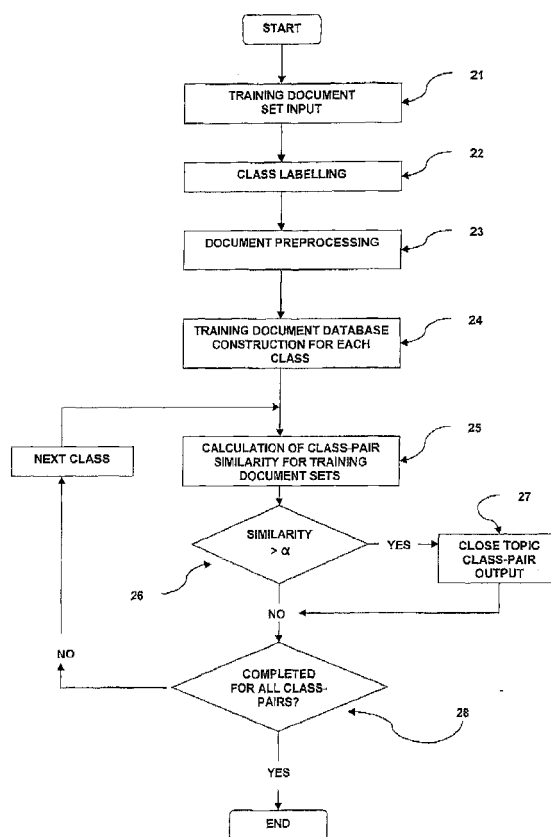 START
21
TRAINING DOCUMENT
SET INPUT
22
CLASS LABELLING
23
DOCUMENT PREPROCESSING
24
TRAINING DOCUMENT DATABASE
CONSTRUCTION FOR EACH
CLASS
25
CALCULATION OF CLASS-PAIR
SIMILARITY FOR TRAINING
DOCUMENT SETS
NEXT CLASS
27
SIMILARITY
> α
YES
CLOSE TOPIC
CLASS-PAIR
OUTPUT
26
NO
NO
COMPLETED
FOR ALL CLASS-
PAIRS?
28
YES
END